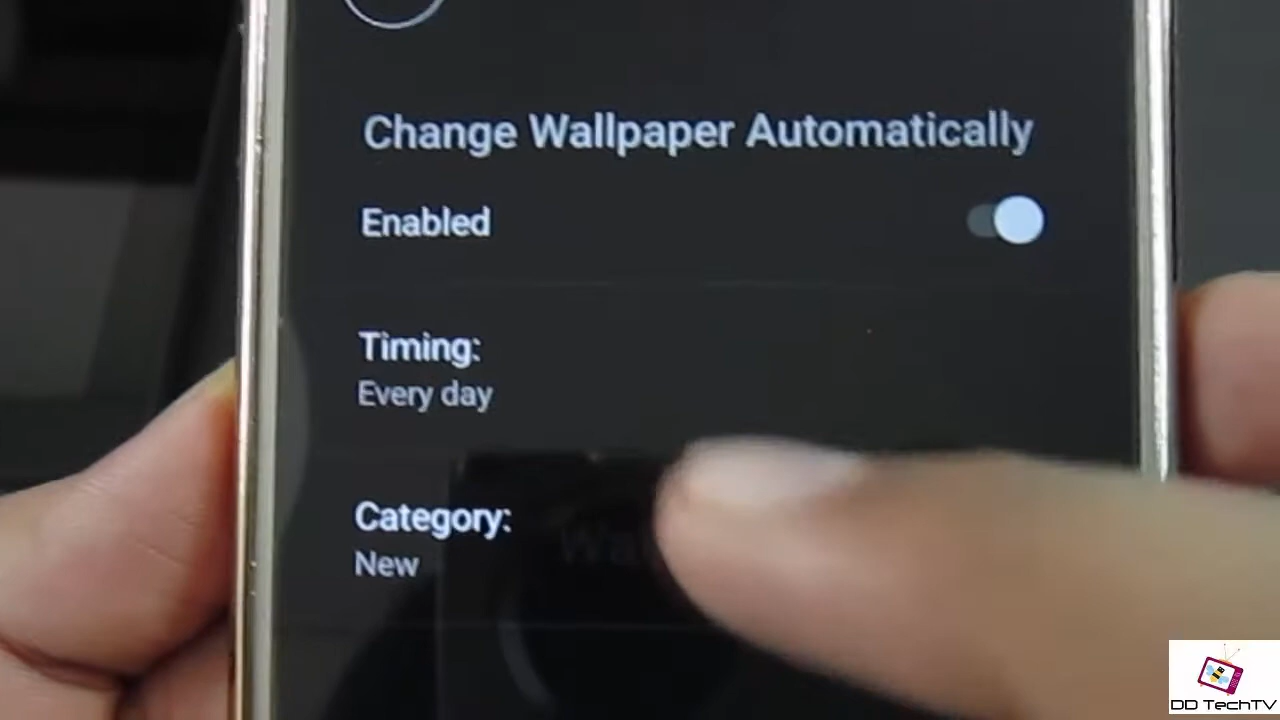 Change Wallpaper Automatically
Enabled
Timing:
Every day
Category:
New
DD TechTV